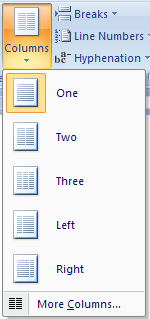 Breaks
Line Numbers
Columns
Hyphenation
One
Two
Three
Left
Right
More Columns...